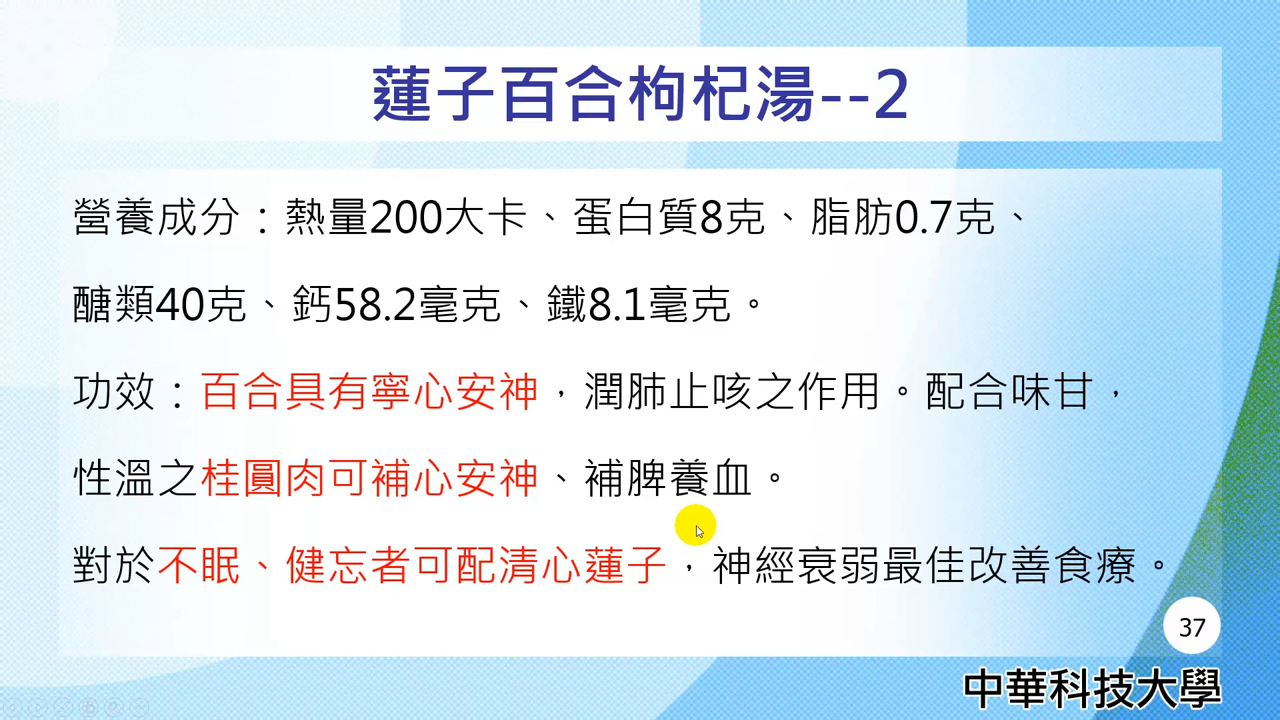 蓮子百合枸杞湯--2
營養成分：熱量200大卡、蛋白質8克、脂肪0.7克、
醣類40克、鈣58.2毫克、鐵8.1毫克。
功效：百合具有寧心安神，潤肺止咳之作用。配合味甘，
性溫之桂圓肉可補心安神、補脾養血。
對於不眠、健忘者可配清心蓮子，神經衰弱最佳改善食療。
37
中華科技大學